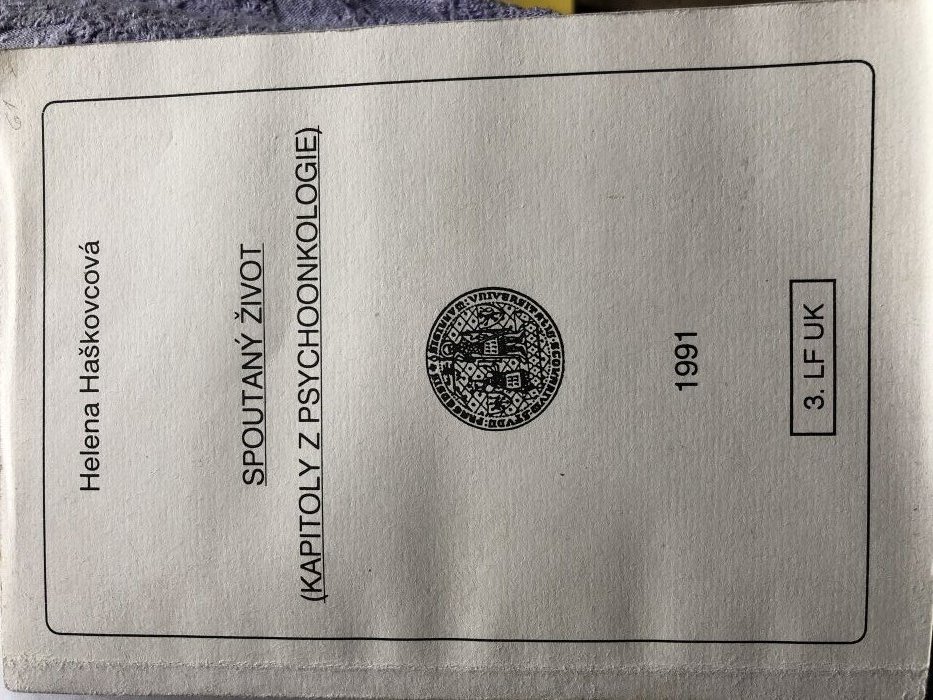 Helena Haškovcová
SPOUTANÝ ŽIVOT
(KAPITOLY Z PSYCHOONKOLOGIE)
1991
3. LF UK